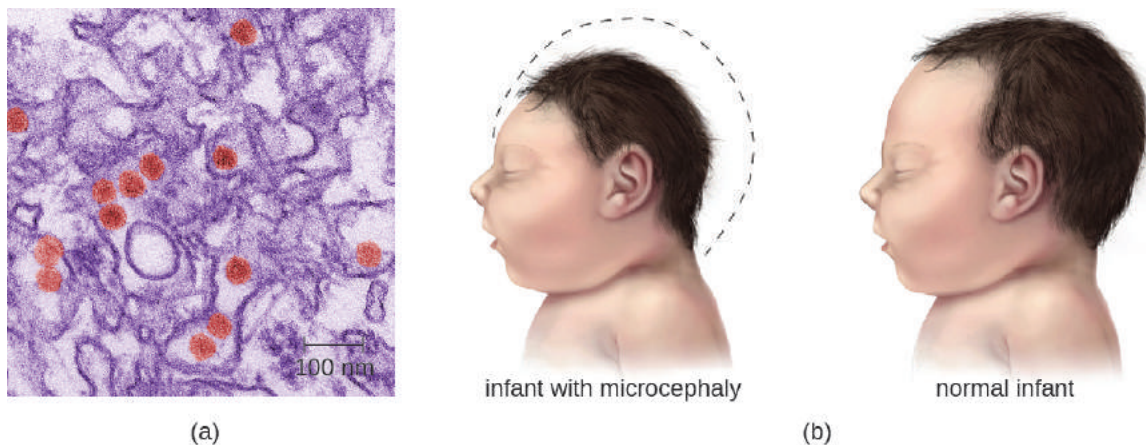 100 nm
infant with microcephaly
normal infant
(a)
(b)